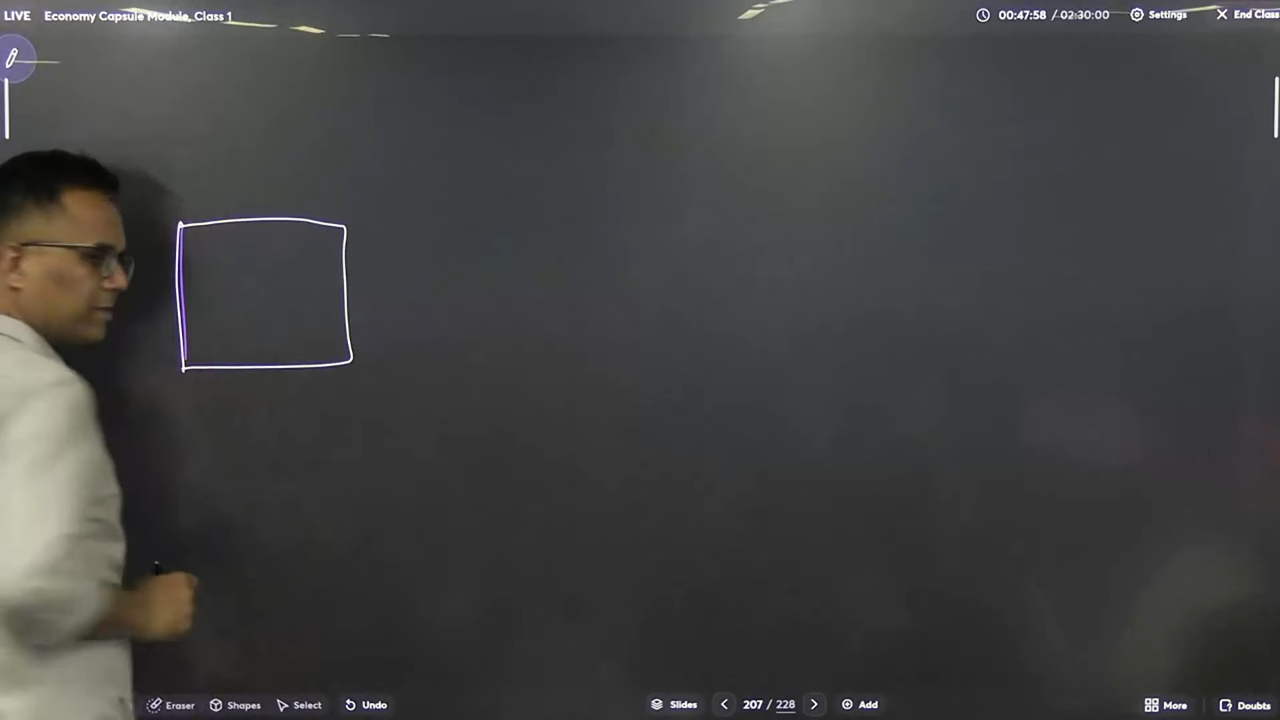 LIVE Economy Capsule Module, Class 1 00:47:58 / 02:30:00 Settings End Class
Eraser Shapes Select Undo Slides 207 / 228 Add More Doubts